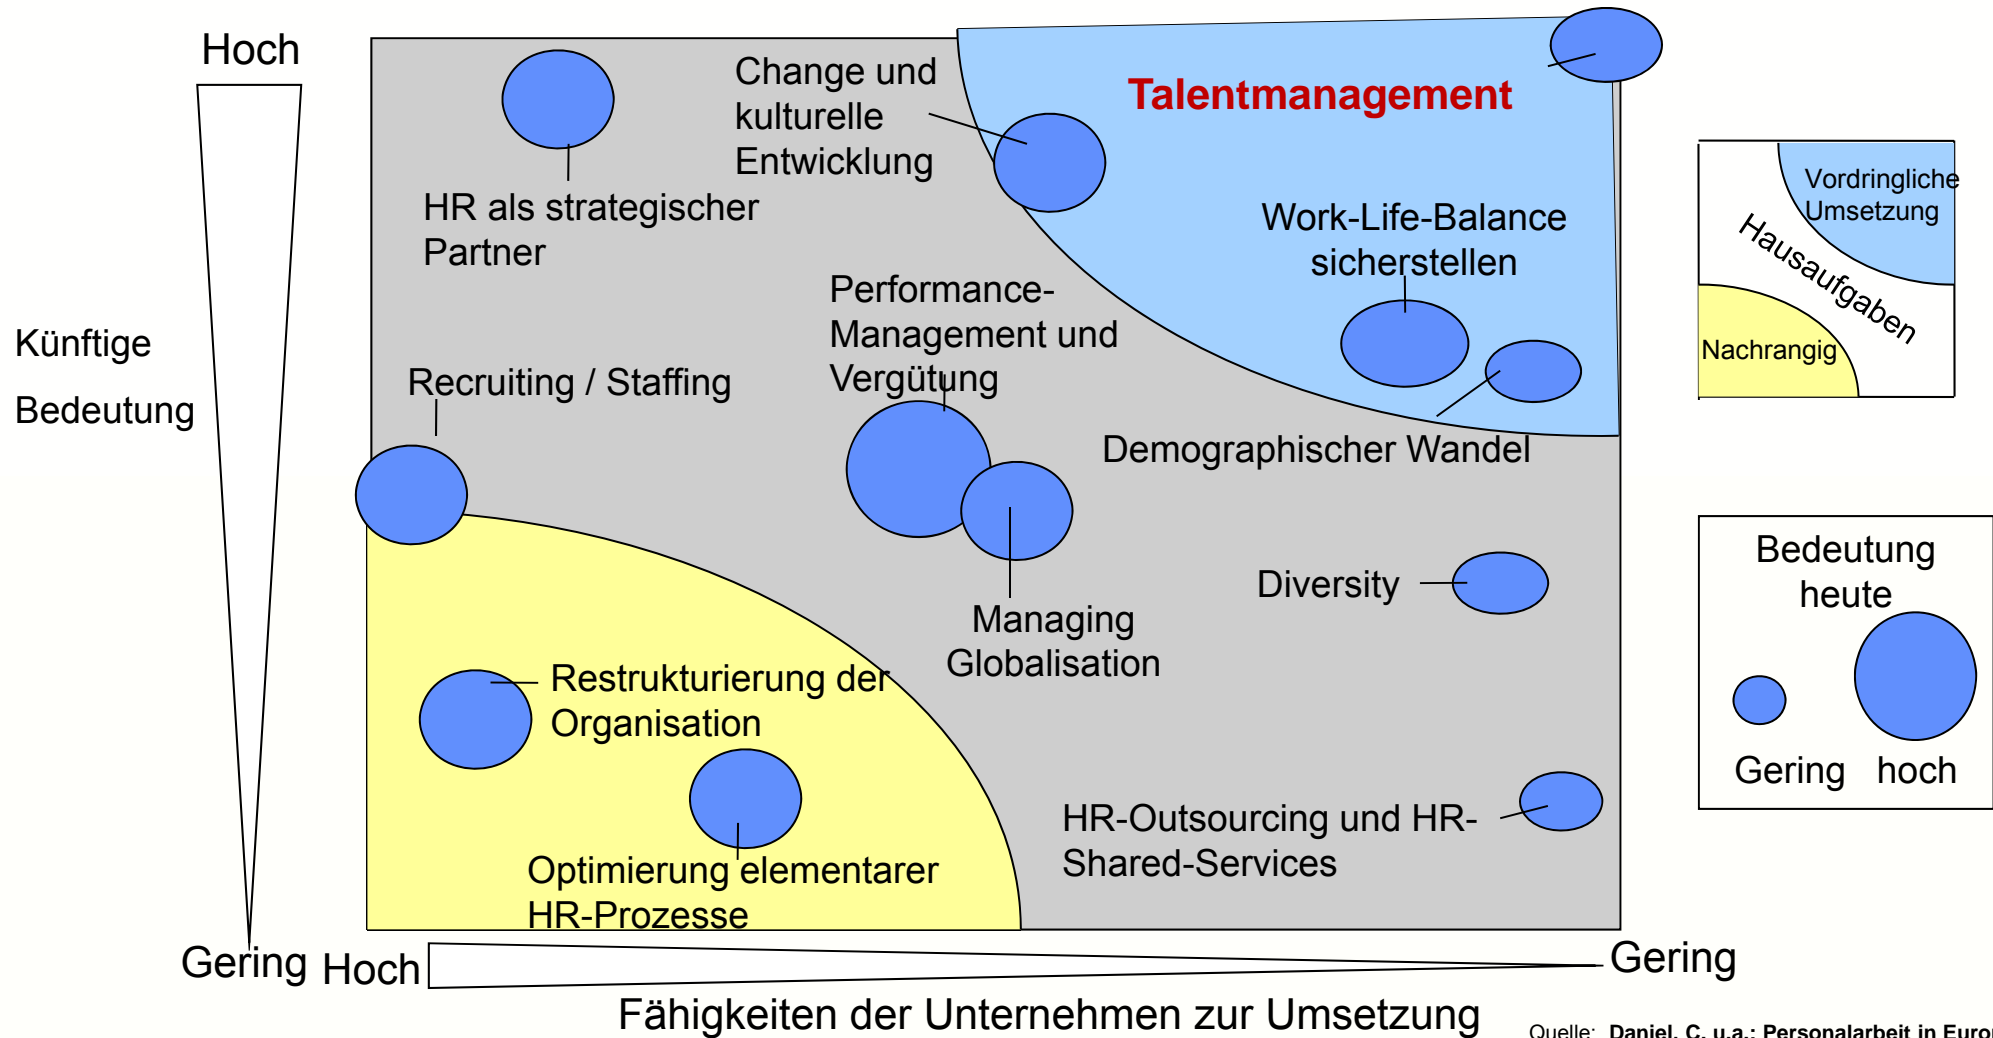 Hoch
Change und
kulturelle
Entwicklung
Talentmanagement
HR als strategischer
Partner
Work-Life-Balance
sicherstellen
Vordringliche
Umsetzung
Hausaufgaben
Nachrangig
Künftige
Bedeutung
Performance-
Management und
Vergütung
Recruiting / Staffing
Demographischer Wandel
Diversity
Managing
Globalisation
Bedeutung
heute
Gering hoch
Restrukturierung der
Organisation
HR-Outsourcing und HR-
Shared-Services
Optimierung elementarer
HR-Prozesse
Gering Hoch
Gering
Fähigkeiten der Unternehmen zur Umsetzung
Quelle: Daniel, C. u.a.: Personalarbeit in